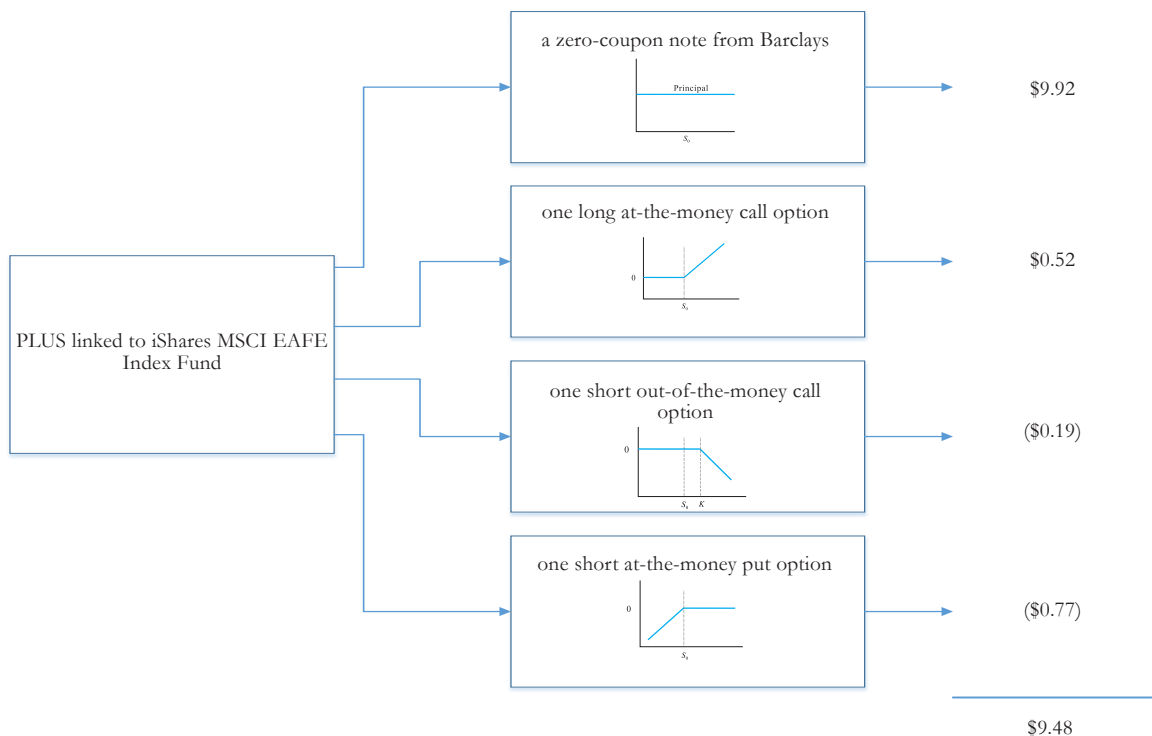 a zero-coupon note from Barclays
Principal
S₀
$9.92
one long at-the-money call option
0
S₀
$0.52
PLUS linked to iShares MSCI EAFE
Index Fund
one short out-of-the-money call
option
0
S₀ K
($0.19)
one short at-the-money put option
0
S₀
($0.77)
$9.48